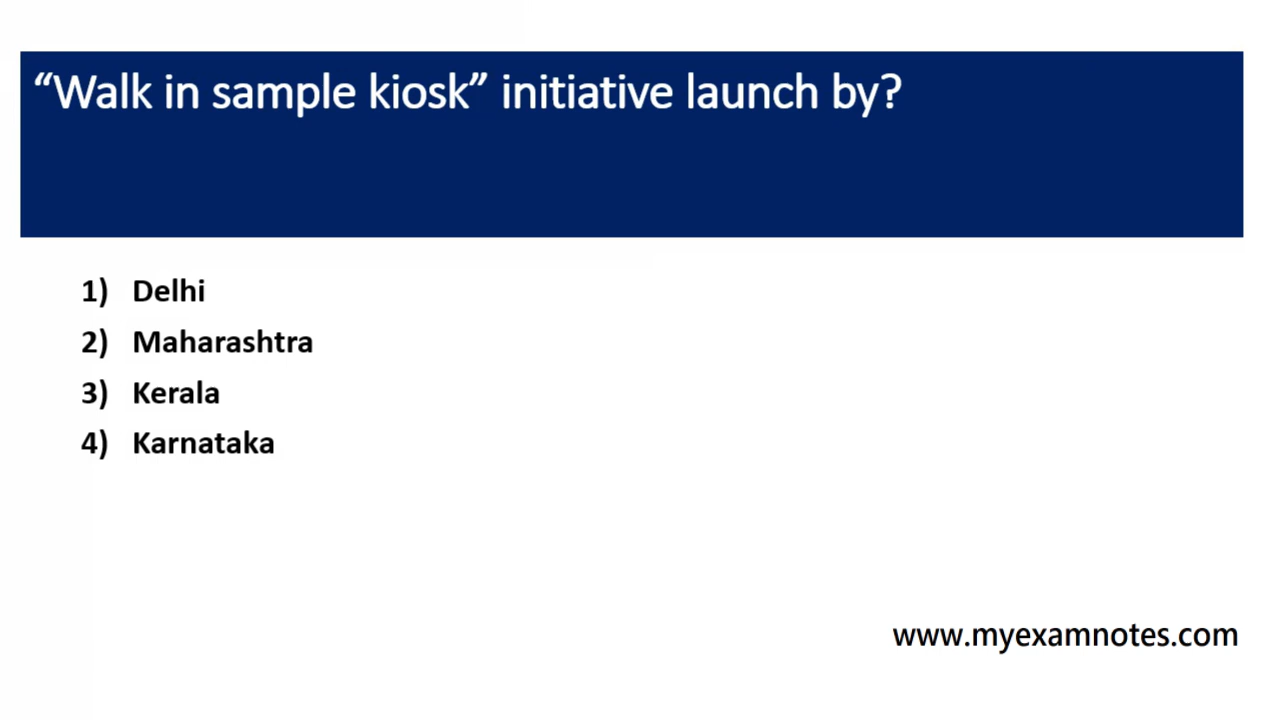 “Walk in sample kiosk” initiative launch by?
1) Delhi
2) Maharashtra
3) Kerala
4) Karnataka
www.myexamnotes.com